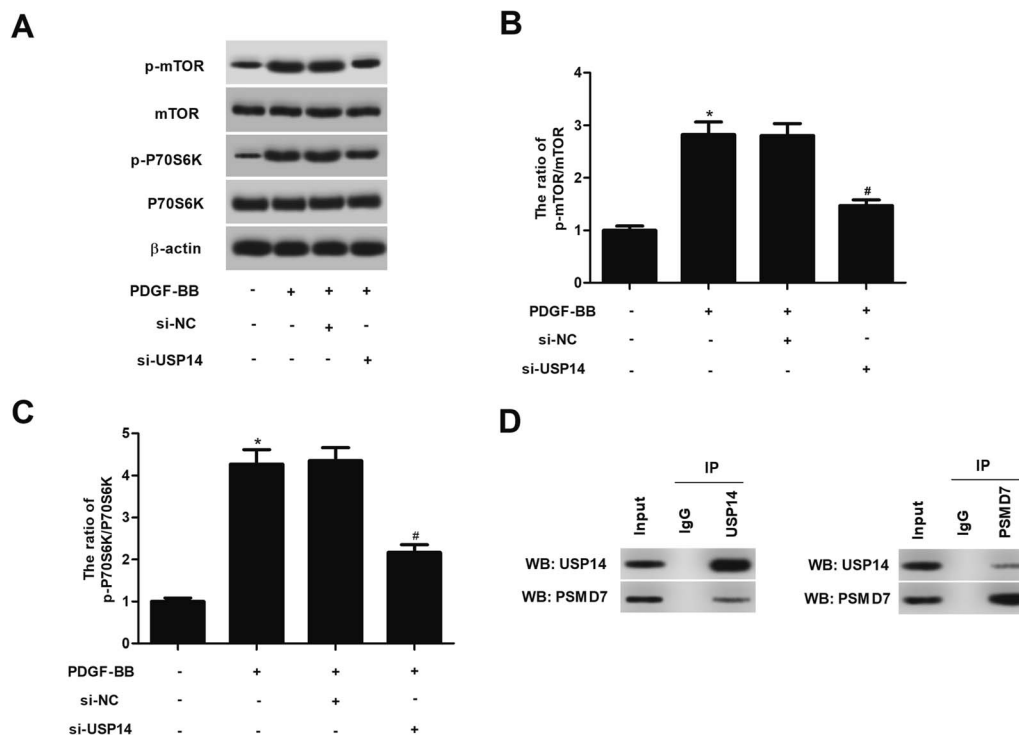 A
p-mTOR
mTOR
p-P70S6K
P70S6K
β-actin
PDGF-BB - + + +
si-NC - - + -
si-USP14 - - - +
B
The ratio of
p-mTOR/mTOR
4
3
2
1
0
*
#
PDGF-BB - + + +
si-NC - - + -
si-USP14 - - - +
C
The ratio of
p-P70S6K/P70S6K
5
4
3
2
1
0
*
#
PDGF-BB - + + +
si-NC - - + -
si-USP14 - - - +
D
IP
Input IgG USP14
WB: USP14
WB: PSMD7
IP
Input IgG PSMD7
WB: USP14
WB: PSMD7